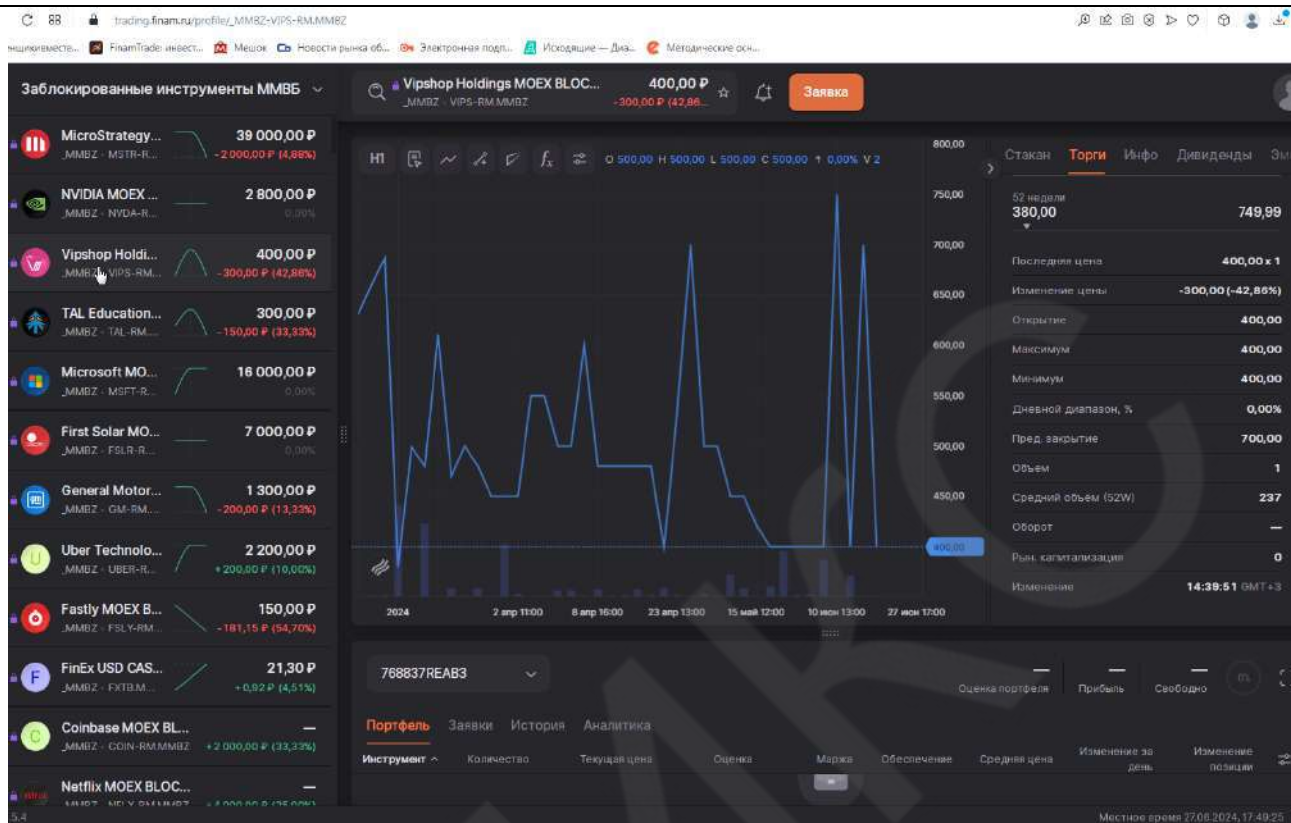 trading.finam.ru/profile/_MMBZ-VIPS-RM.MMBZ
FinamTrade: инвест... Мешок Новости рынка об... Электронная подп... Исходящие — Диа... Методические осн...
Заблокированные инструменты ММВБ
MicroStrategy... 39 000,00 ₽
_MMBZ · MSTR-R... -2 000,00 ₽ (4,88%)
NVIDIA MOEX ... 2 800,00 ₽
_MMBZ · NVDA-R... 0,00%
Vipshop Holdi... 400,00 ₽
_MMBZ · VIPS-RM... -300,00 ₽ (42,86%)
TAL Education... 300,00 ₽
_MMBZ · TAL-RM.... -150,00 ₽ (33,33%)
Microsoft MO... 16 000,00 ₽
_MMBZ · MSFT-R... 0,00%
First Solar MO... 7 000,00 ₽
_MMBZ · FSLR-R... 0,00%
General Motor... 1 300,00 ₽
_MMBZ · GM-RM.... -200,00 ₽ (13,33%)
Uber Technolo... 2 200,00 ₽
_MMBZ · UBER-R... +200,00 ₽ (10,00%)
Fastly MOEX B... 150,00 ₽
_MMBZ · FSLY-RM... -181,15 ₽ (54,70%)
FinEx USD CAS... 21,30 ₽
_MMBZ · FXTB.M... +0,92 ₽ (4,51%)
Coinbase MOEX BL... —
_MMBZ · COIN-RM.MMBZ +2 000,00 ₽ (33,33%)
Netflix MOEX BLOC... —
_MMBZ · NFLX-RM.MMBZ +4 000,00 ₽ (25,00%)
5.4
Vipshop Holdings MOEX BLOC... 400,00 ₽
_MMBZ · VIPS-RM.MMBZ -300,00 ₽ (42,86...
Заявка
H1 fx O 500,00 H 500,00 L 500,00 C 500,00 0,00% V 2
800,00
750,00
700,00
650,00
600,00
550,00
500,00
450,00
400,00
2024 2 апр 11:00 8 апр 16:00 23 апр 13:00 15 май 12:00 10 июн 13:00 27 июн 17:00
Стакан Торги Инфо Дивиденды Эм
52 недели
380,00 749,99
Последняя цена 400,00 x 1
Изменение цены -300,00 (-42,86%)
Открытие 400,00
Максимум 400,00
Минимум 400,00
Дневной диапазон, % 0,00%
Пред. закрытие 700,00
Объем 1
Средний объем (52W) 237
Оборот —
Рын. капитализация 0
Изменение 14:39:51 GMT+3
768837REAB3
Оценка портфеля — Прибыль — Свободно — 0%
Портфель Заявки История Аналитика
Инструмент Количество Текущая цена Оценка Маржа Обеспечение Средняя цена Изменение за день Изменение позиции
Местное время 27.06.2024, 17:49:25